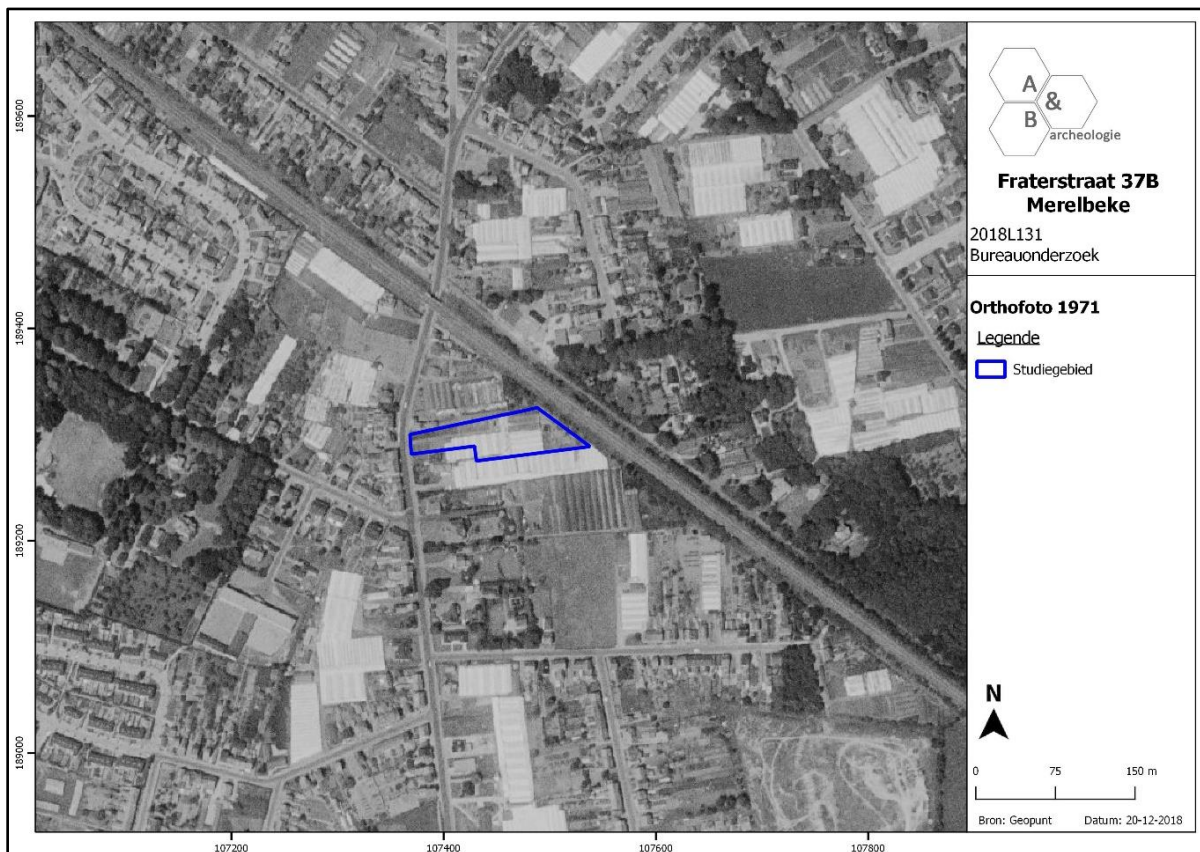 A
&
B
archeologie
Fraterstraat 37B
Merelbeke
2018L131
Bureauonderzoek
Orthofoto 1971
Legende
Studiegebied
N
0 75 150 m
Bron: Geopunt Datum: 20-12-2018
189600
189400
189200
189000
107200 107400 107600 107800